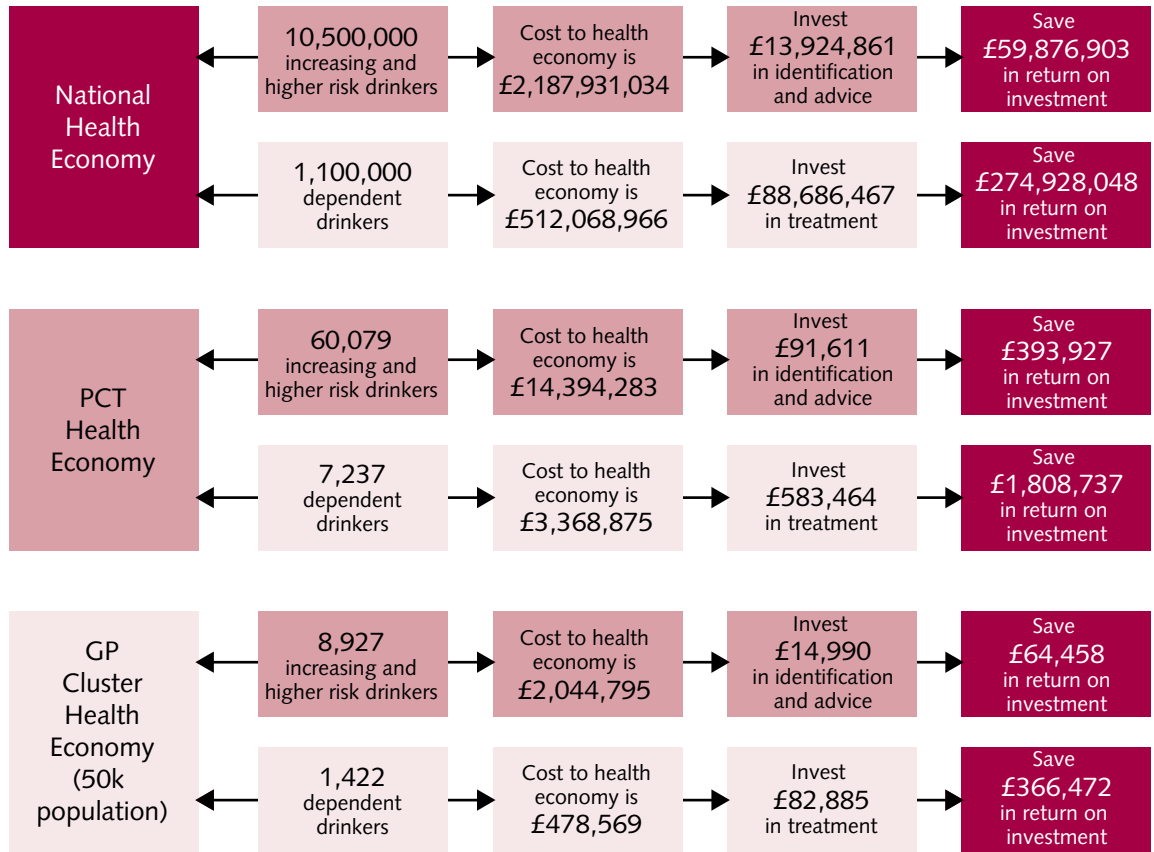 National
Health
Economy
10,500,000
increasing and
higher risk drinkers
Cost to health
economy is
£2,187,931,034
Invest
£13,924,861
in identification
and advice
Save
£59,876,903
in return on
investment
1,100,000
dependent
drinkers
Cost to health
economy is
£512,068,966
Invest
£88,686,467
in treatment
Save
£274,928,048
in return on
investment
PCT
Health
Economy
60,079
increasing and
higher risk drinkers
Cost to health
economy is
£14,394,283
Invest
£91,611
in identification
and advice
Save
£393,927
in return on
investment
7,237
dependent
drinkers
Cost to health
economy is
£3,368,875
Invest
£583,464
in treatment
Save
£1,808,737
in return on
investment
GP
Cluster
Health
Economy
(50k
population)
8,927
increasing and
higher risk drinkers
Cost to health
economy is
£2,044,795
Invest
£14,990
in identification
and advice
Save
£64,458
in return on
investment
1,422
dependent
drinkers
Cost to health
economy is
£478,569
Invest
£82,885
in treatment
Save
£366,472
in return on
investment